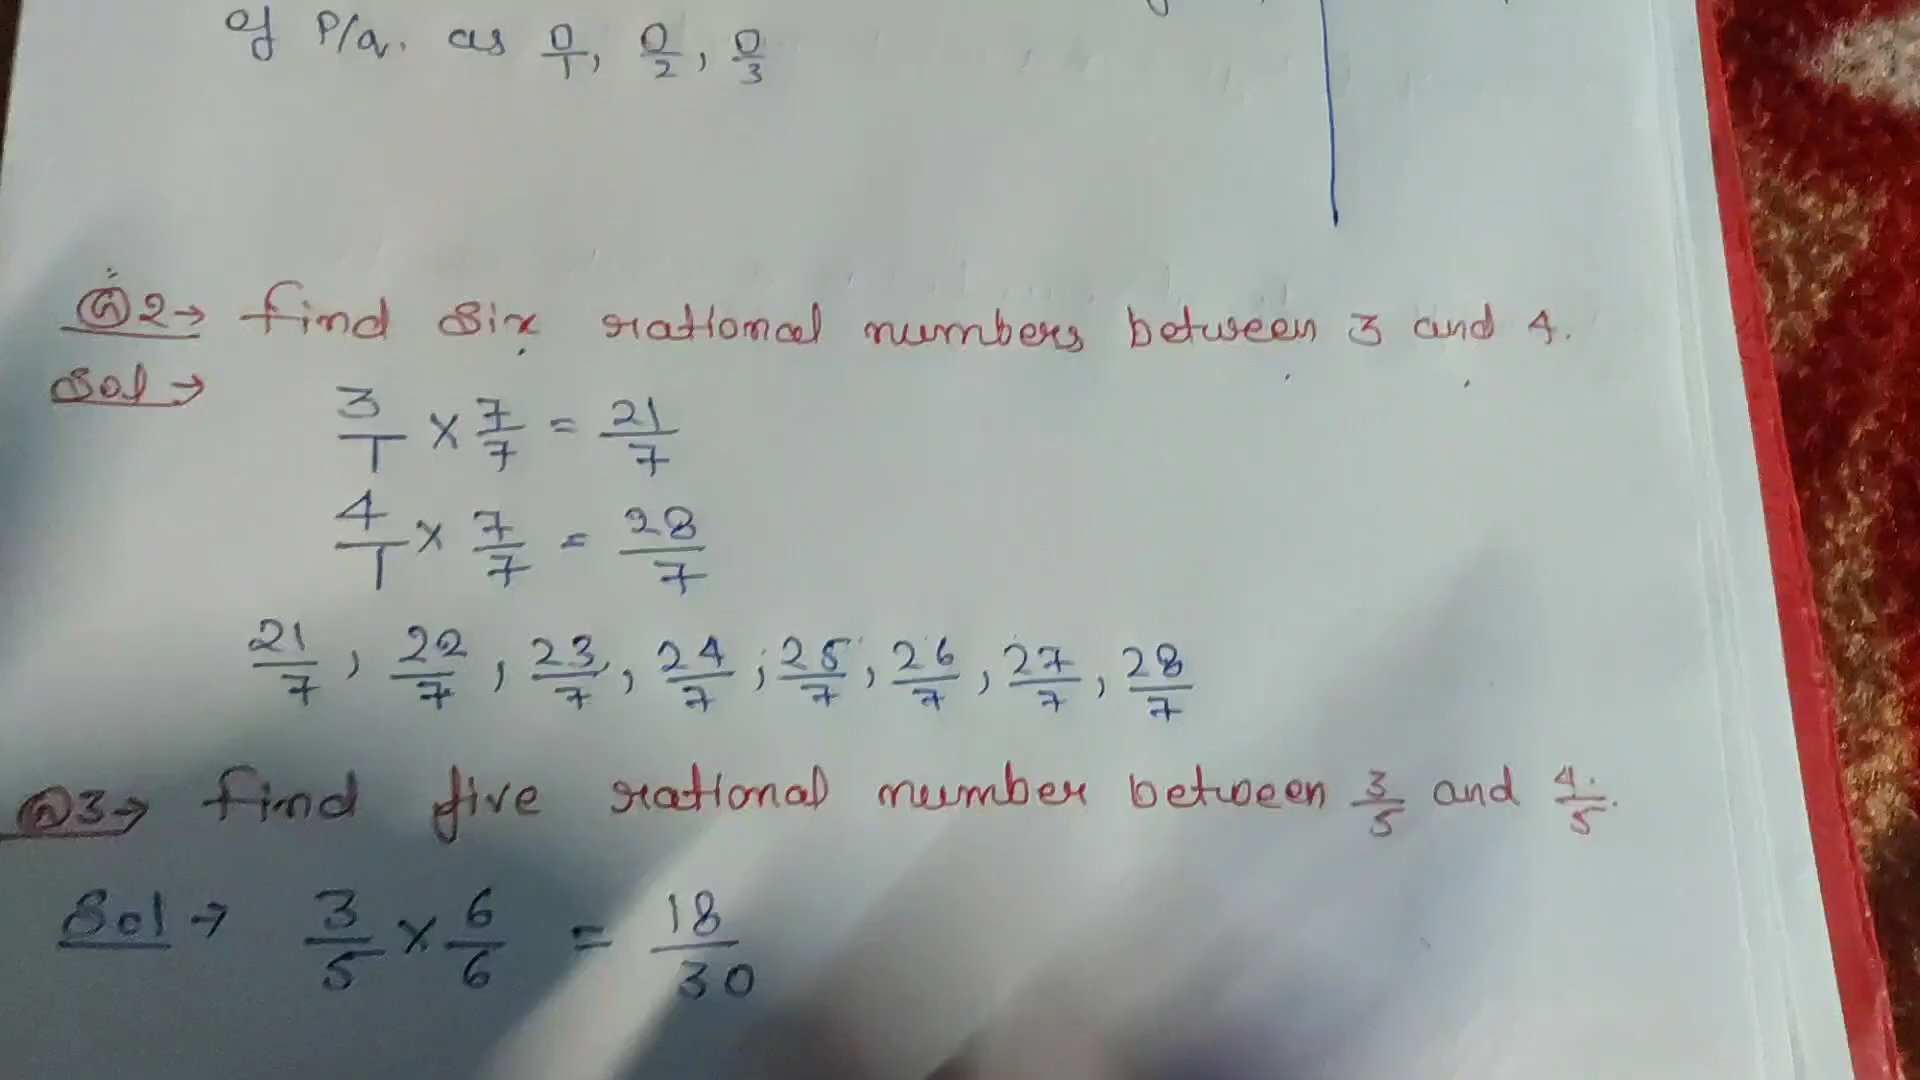 of P/q. as 0/1, 0/2, 0/3
Q2→ Find six rational numbers between 3 and 4.
Sol →
3/1 × 7/7 = 21/7
4/1 × 7/7 = 28/7
21/7, 22/7, 23/7, 24/7, 25/7, 26/7, 27/7, 28/7
Q3→ Find five rational number between 3/5 and 4/5.
Sol → 3/5 × 6/6 = 18/30